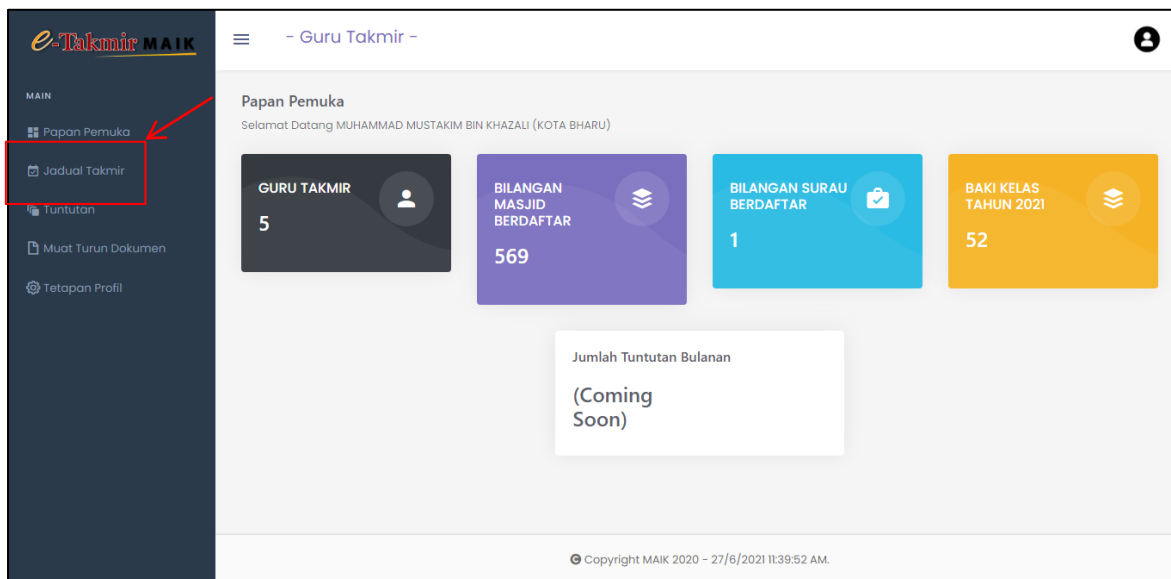 e-Takmir MAIK
- Guru Takmir -
MAIN
Papan Pemuka
Jadual Takmir
Tuntutan
Muat Turun Dokumen
Tetapan Profil
Papan Pemuka
Selamat Datang MUHAMMAD MUSTAKIM BIN KHAZALI (KOTA BHARU)
GURU TAKMIR
5
BILANGAN
MASJID
BERDAFTAR
569
BILANGAN SURAU
BERDAFTAR
1
BAKI KELAS
TAHUN 2021
52
Jumlah Tuntutan Bulanan
(Coming
Soon)
Copyright MAIK 2020 - 27/6/2021 11:39:52 AM.